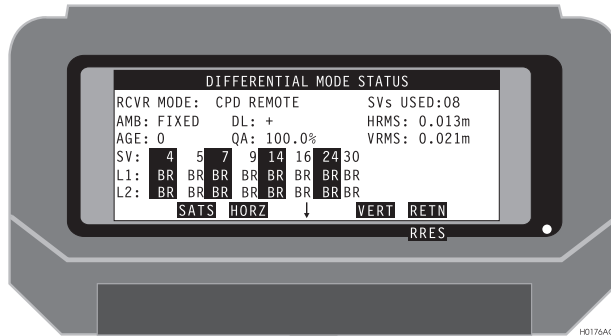 DIFFERENTIAL MODE STATUS
RCVR MODE: CPD REMOTE SVs USED:08
AMB: FIXED DL: + HRMS: 0.013m
AGE: 0 QA: 100.0% VRMS: 0.021m
SV: 4 5 7 9 14 16 24 30
L1: BR BR BR BR BR BR BR BR
L2: BR BR BR BR BR BR BR BR
SATS HORZ ↓ VERT RETN
RRES
H0176AC